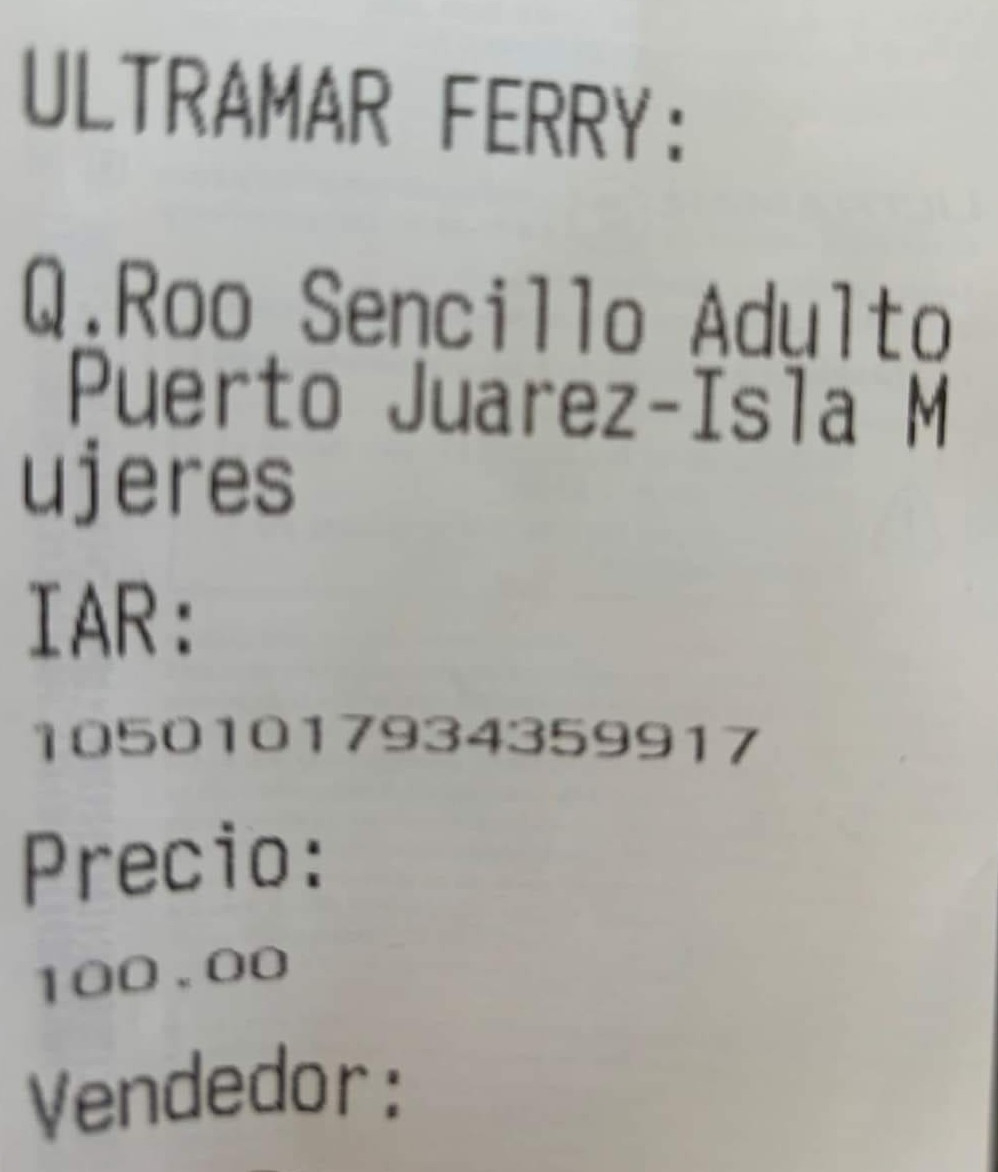 ULTRAMAR FERRY:
Q.Roo Sencillo Adulto
Puerto Juarez-Isla M
ujeres
IAR:
10501017934359917
Precio:
100.00
Vendedor: